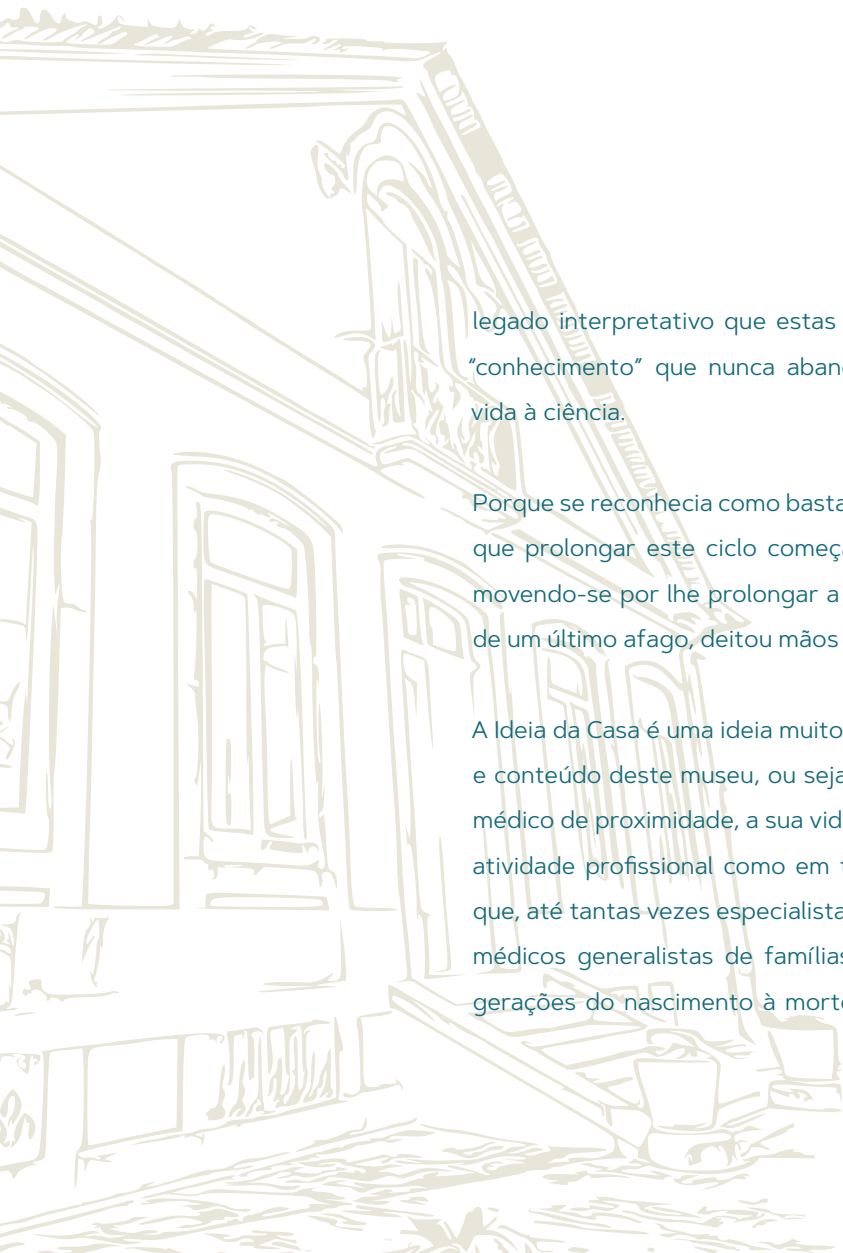 legado interpretativo que estas
“conhecimento” que nunca aban
vida à ciência.
Porque se reconhecia como basta
que prolongar este ciclo começa
movendo-se por lhe prolongar a
de um último afago, deitou mãos
A Ideia da Casa é uma ideia muito
e conteúdo deste museu, ou seja
médico de proximidade, a sua vid
atividade profissional como em
que, até tantas vezes especialista
médicos generalistas de famílias
gerações do nascimento à morte